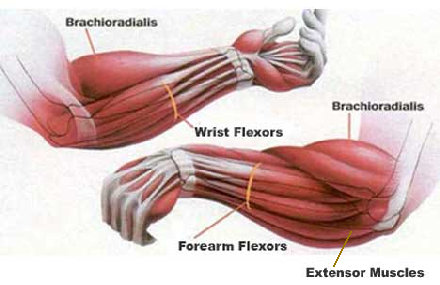 Brachioradialis
Wrist Flexors
Brachioradialis
Forearm Flexors
Extensor Muscles